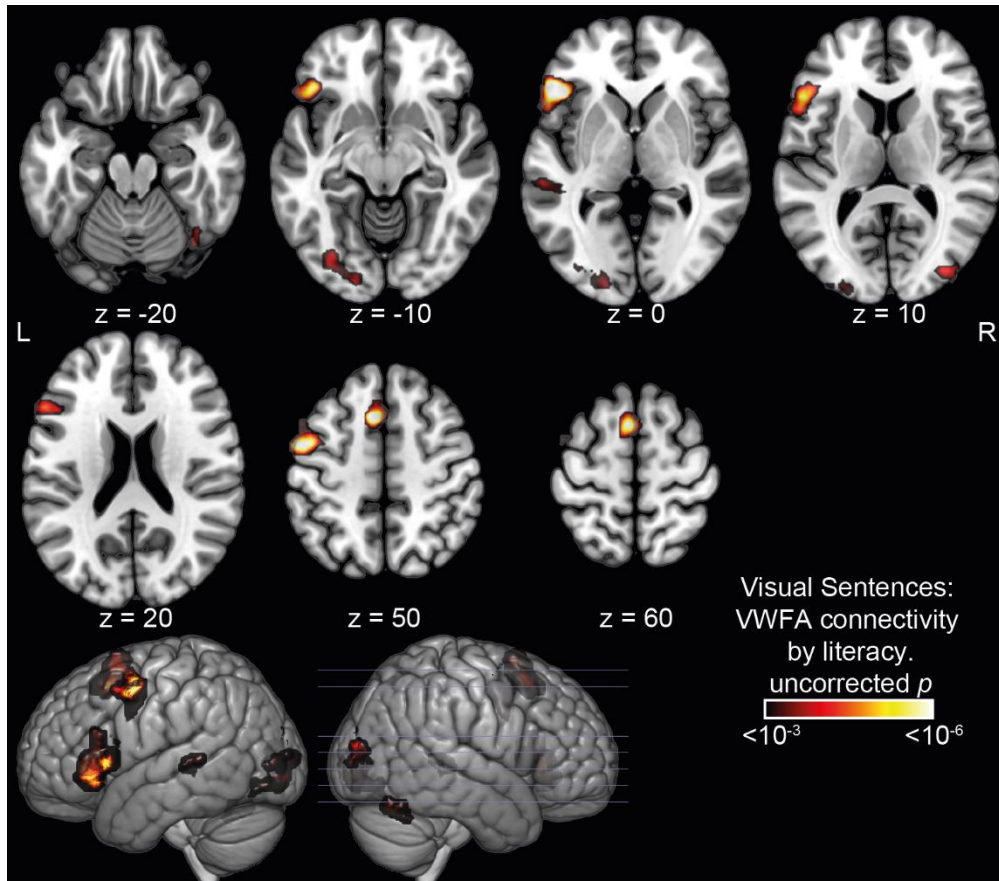 z = -20
z = -10
z = 0
z = 10
L
R
z = 20
z = 50
z = 60
Visual Sentences:
VWFA connectivity
by literacy.
uncorrected p
<10⁻³
<10⁻⁶